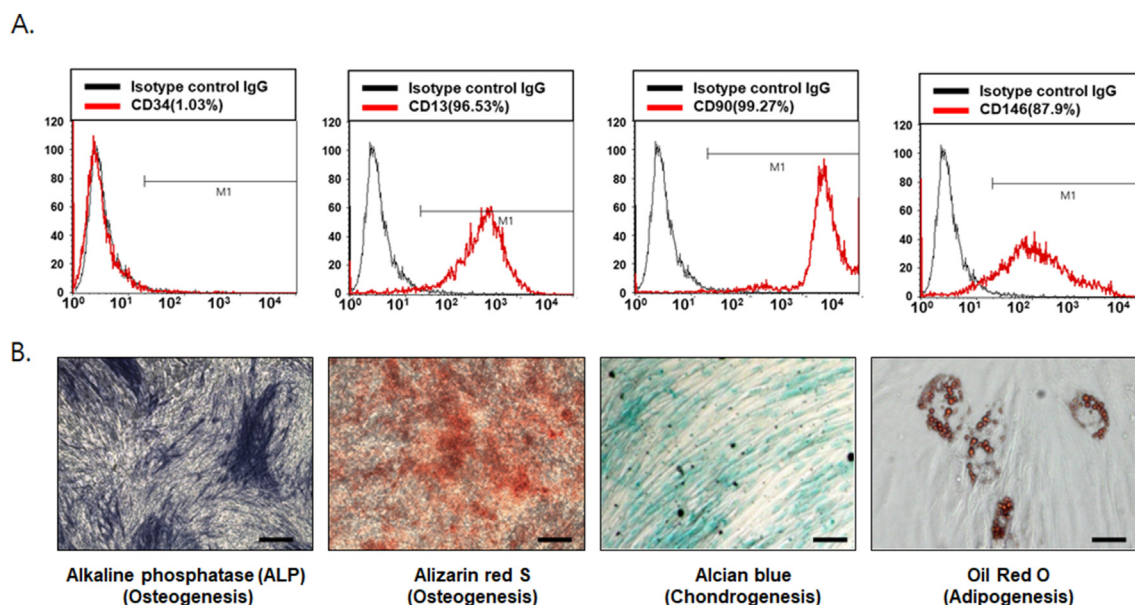 A.
Isotype control IgG
CD34(1.03%)
120
100
80
60
40
20
0
M1
10⁰ 10¹ 10² 10³ 10⁴
Isotype control IgG
CD13(96.53%)
120
100
80
60
40
20
0
M1
10⁰ 10¹ 10² 10³ 10⁴
Isotype control IgG
CD90(99.27%)
120
100
80
60
40
20
0
M1
10⁰ 10¹ 10² 10³ 10⁴
Isotype control IgG
CD146(87.9%)
120
100
80
60
40
20
0
M1
10⁰ 10¹ 10² 10³ 10⁴
B.
Alkaline phosphatase (ALP)
(Osteogenesis)
Alizarin red S
(Osteogenesis)
Alcian blue
(Chondrogenesis)
Oil Red O
(Adipogenesis)